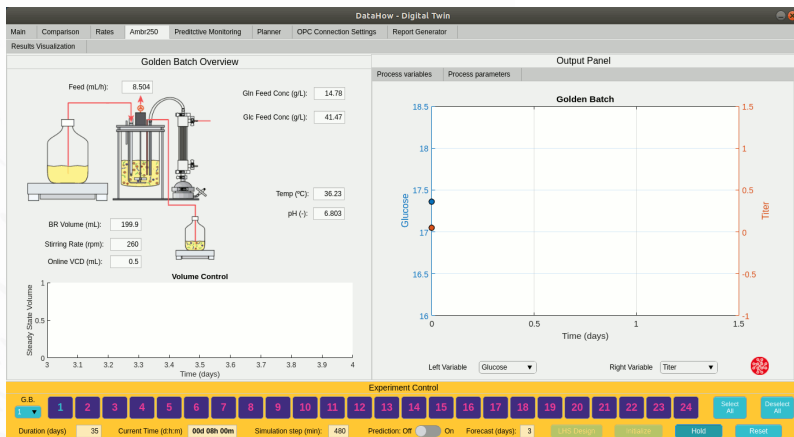 DataHow - Digital Twin
Main Comparison Rates Ambr250 Preditcitve Monitoring Planner OPC Connection Settings Report Generator
Results Visualization
Golden Batch Overview
Feed (mL/h): 8.504
Gln Feed Conc (g/L): 14.78
Glc Feed Conc (g/L): 41.47
Temp (ºC): 36.23
pH (-): 6.803
BR Volume (mL): 199.9
Stirring Rate (rpm): 260
Online VCD (mL): 0.5
Volume Control
Steady State Volume
1
0.5
0
3 3.1 3.2 3.3 3.4 3.5 3.6 3.7 3.8 3.9 4
Time (days)
Output Panel
Process variables Process parameters
Golden Batch
Glucose
18.5
18
17.5
17
16.5
16
Titer
1.5
1
0.5
0
-0.5
-1
0 0.5 1 1.5
Time (days)
Left Variable Glucose Right Variable Titer
Experiment Control
G.B.
1
1 2 3 4 5 6 7 8 9 10 11 12 13 14 15 16 17 18 19 20 21 22 23 24
Select All
Deselect All
Duration (days) 35 Current Time (d:h:m) 00d 08h 00m Simulation step (min): 480 Prediction: Off On Forecast (days): 3 LHS Design Initialize Hold Reset